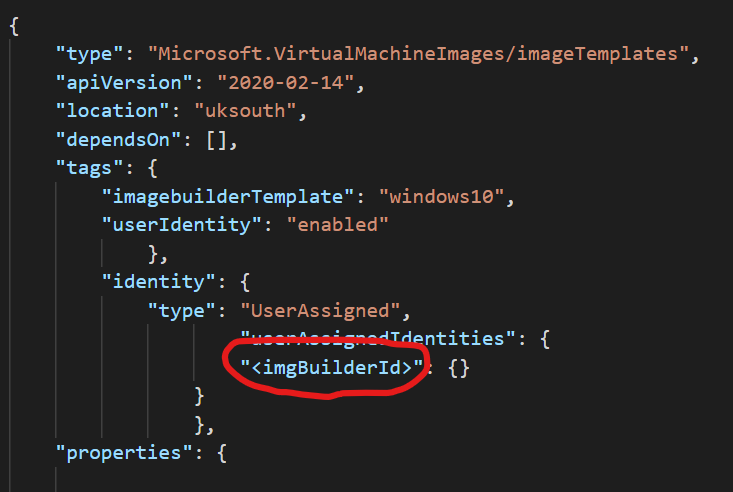 {
"type": "Microsoft.VirtualMachineImages/imageTemplates",
"apiVersion": "2020-02-14",
"location": "uksouth",
"dependsOn": [],
"tags": {
"imagebuilderTemplate": "windows10",
"userIdentity": "enabled"
},
"identity": {
"type": "UserAssigned",
"userAssignedIdentities": {
"<imgBuilderId>": {}
}
},
"properties": {